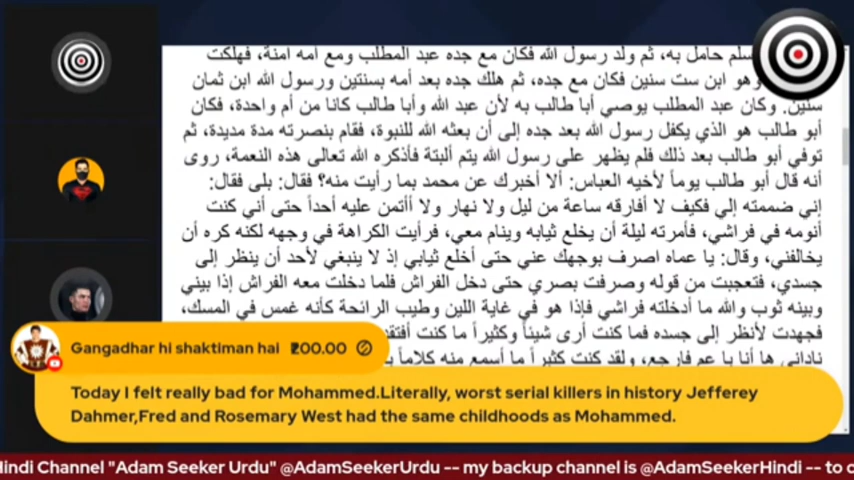 سلم حامل به، ثم ولد رسول الله فكان مع جده عبد المطلب ومع أمه آمنة، فهلكت
وهو ابن ست سنين فكان مع جده، ثم هلك جده بعد أمه بسنتين ورسول الله ابن ثمان
سنين. وكان عبد المطلب يوصي أبا طالب به لأن عبد الله وأبا طالب كانا من أم واحدة، فكان
أبو طالب هو الذي يكفل رسول الله بعد جده إلى أن بعثه الله للنبوة، فقام بنصرته مدة مديدة، ثم
توفي أبو طالب بعد ذلك فلم يظهر على رسول الله يتم ألبتة فأذكره الله تعالى هذه النعمة، روى
أنه قال أبو طالب يوماً لأخيه العباس: ألا أخبرك عن محمد بما رأيت منه؟ فقال: بلى فقال:
إني ضممته إلي فكيف لا أفارقه ساعة من ليل ولا نهار ولا أأتمن عليه أحداً حتى أني كنت
أنومه في فراشي، فأمرته ليلة أن يخلع ثيابه وينام معي، فرأيت الكراهة في وجهه لكنه كره أن
يخالفني، وقال: يا عماه اصرف بوجهك عني حتى أخلع ثيابي إذ لا ينبغي لأحد أن ينظر إلى
جسدي، فتعجبت من قوله وصرفت بصري حتى دخل الفراش فلما دخلت معه الفراش إذا بيني
وبينه ثوب والله ما أدخلته فراشي فإذا هو في غاية اللين وطيب الرائحة كأنه غمس في المسك،
فجهدت لأنظر إلى جسده فما كنت أرى شيئاً وكثيراً ما كنت أفتقد
ناداني ها أنا يا عم فارجع، ولقد كنت كثيراً ما أسمع منه كلاماً
Gangadhar hi shaktiman hai ₹200.00
Today I felt really bad for Mohammed.Literally, worst serial killers in history Jefferey
Dahmer,Fred and Rosemary West had the same childhoods as Mohammed.
Hindi Channel "Adam Seeker Urdu" @AdamSeekerUrdu -- my backup channel is @AdamSeekerHindi -- to